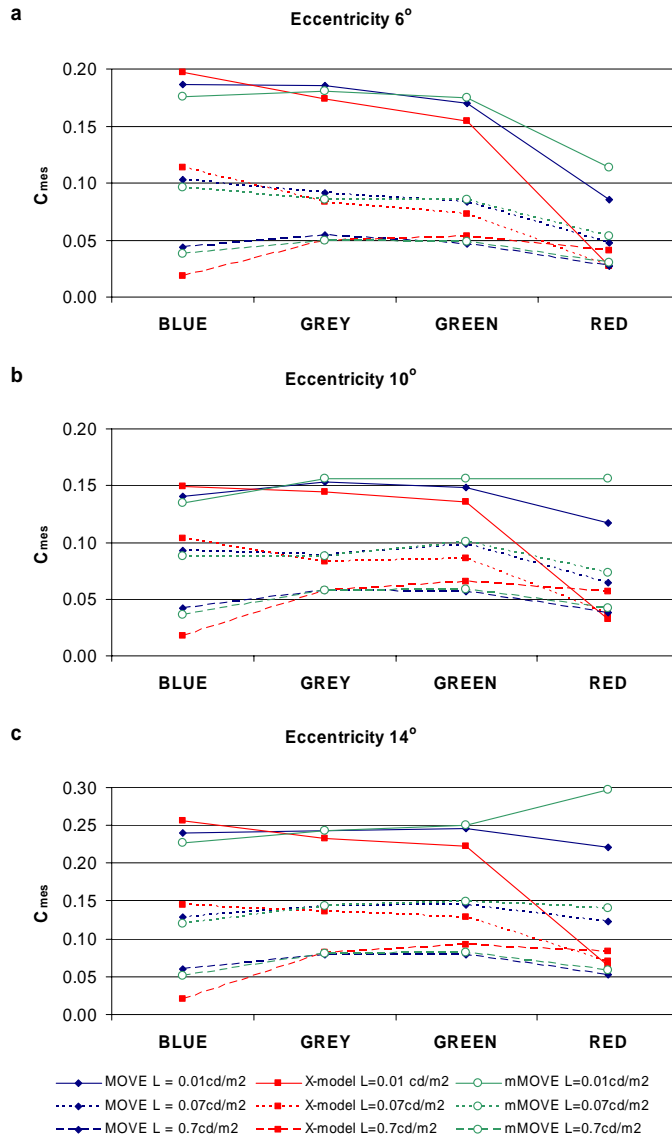 a
Eccentricity 6°
0.20
0.15
0.10
0.05
0.00
Cmes
BLUE GREY GREEN RED
b
Eccentricity 10°
0.20
0.15
0.10
0.05
0.00
Cmes
BLUE GREY GREEN RED
c
Eccentricity 14°
0.30
0.25
0.20
0.15
0.10
0.05
0.00
Cmes
BLUE GREY GREEN RED
MOVE L = 0.01cd/m2 X-model L=0.01 cd/m2 mMOVE L=0.01cd/m2
MOVE L = 0.07cd/m2 X-model L=0.07cd/m2 mMOVE L=0.07cd/m2
MOVE L = 0.7cd/m2 X-model L=0.7cd/m2 mMOVE L=0.7cd/m2